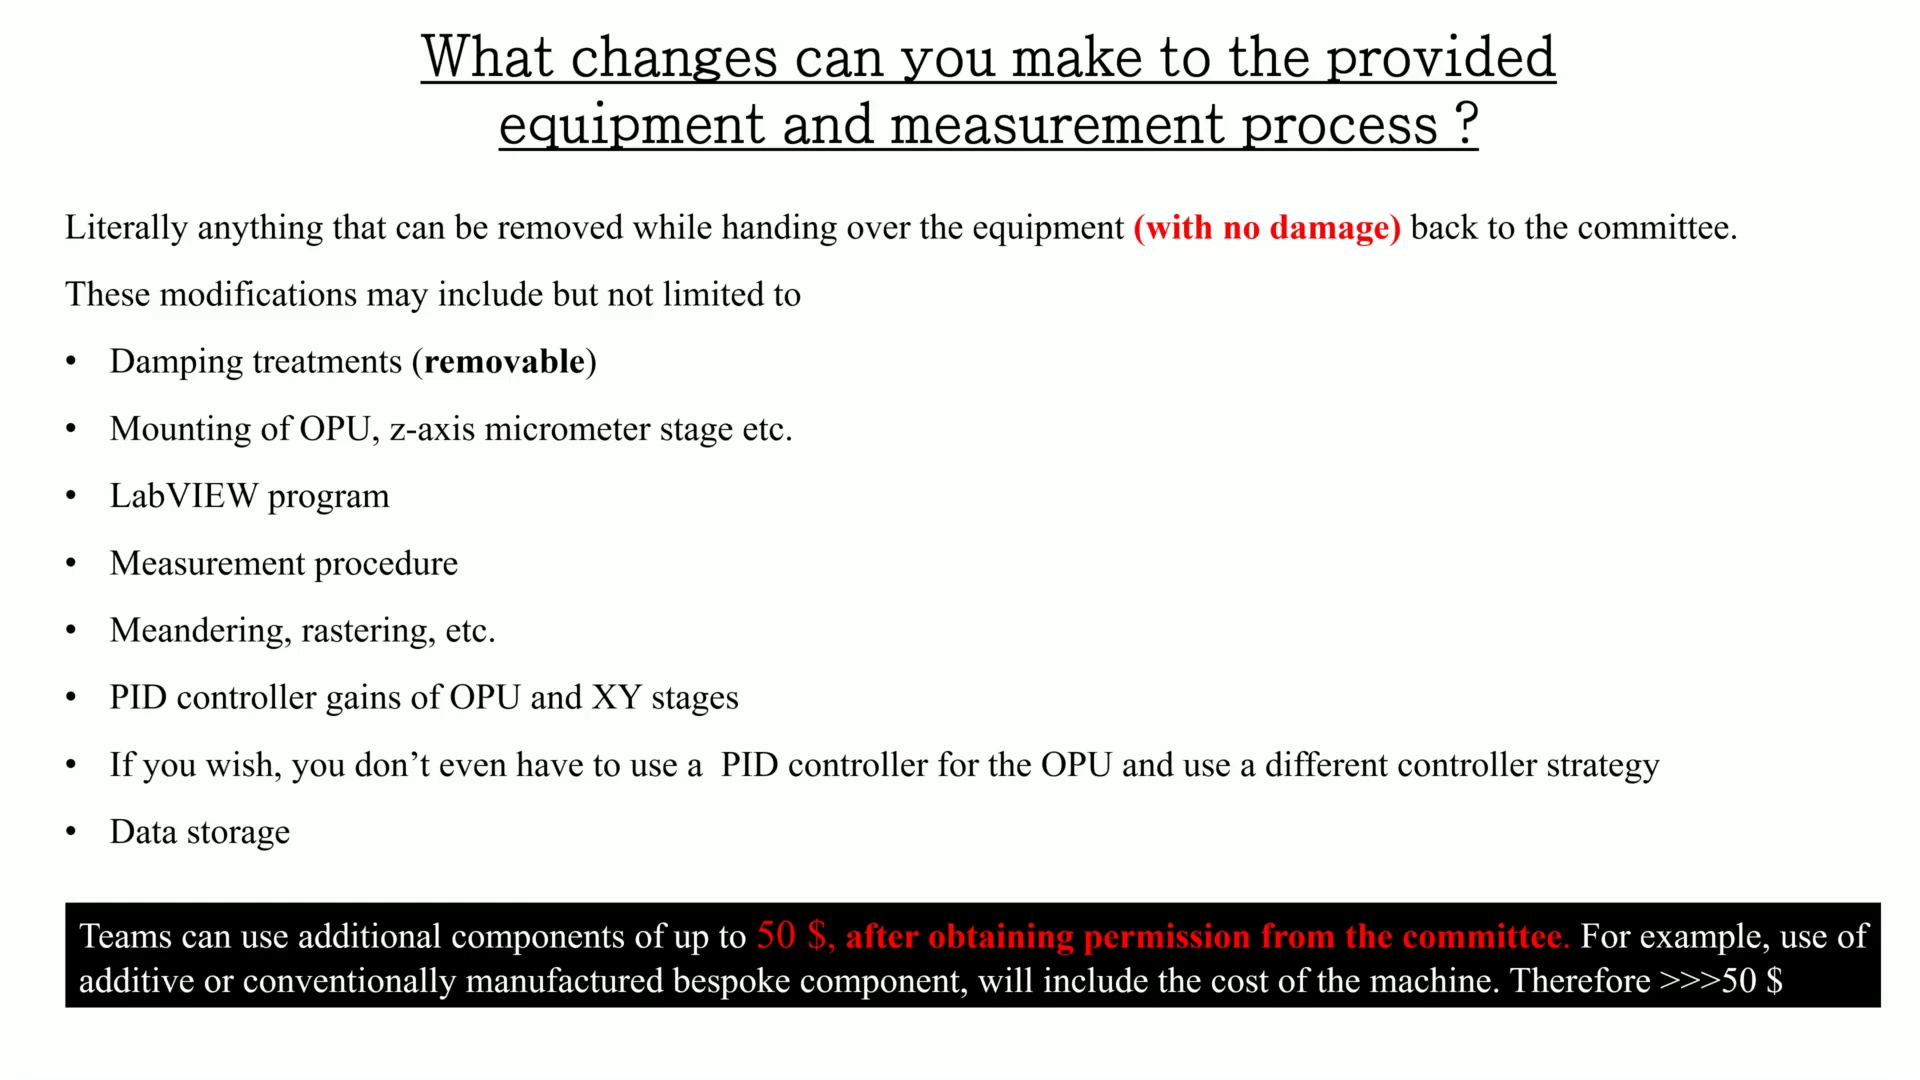 What changes can you make to the provided
equipment and measurement process ?
Literally anything that can be removed while handing over the equipment (with no damage) back to the committee.
These modifications may include but not limited to
• Damping treatments (removable)
• Mounting of OPU, z-axis micrometer stage etc.
• LabVIEW program
• Measurement procedure
• Meandering, rastering, etc.
• PID controller gains of OPU and XY stages
• If you wish, you don’t even have to use a  PID controller for the OPU and use a different controller strategy
• Data storage
Teams can use additional components of up to 50 $, after obtaining permission from the committee. For example, use of
additive or conventionally manufactured bespoke component, will include the cost of the machine. Therefore >>>50 $